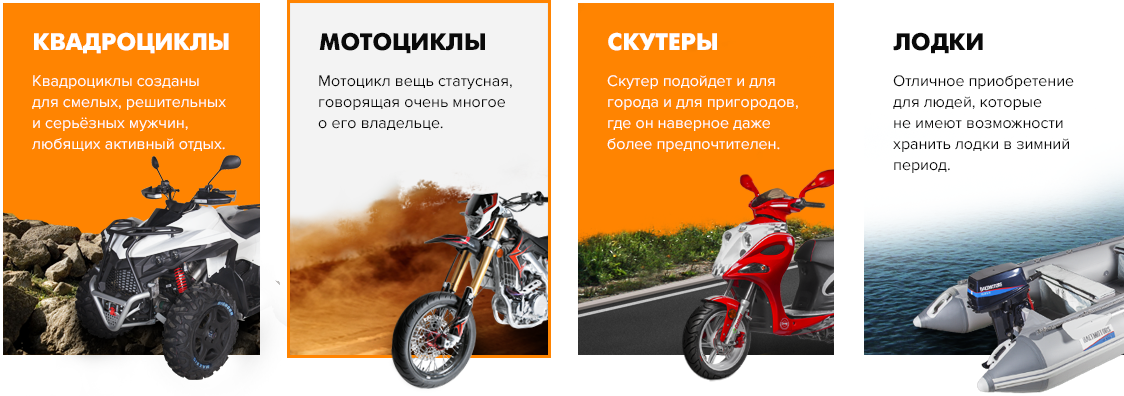 КВАДРОЦИКЛЫ
Квадроциклы созданы
для смелых, решительных
и серьёзных мужчин,
любящих активный отдых.
МОТОЦИКЛЫ
Мотоцикл вещь статусная,
говорящая очень многое
о его владельце.
СКУТЕРЫ
Скутер подойдет и для
города и для пригородов,
где он наверное даже
более предпочтителен.
ЛОДКИ
Отличное приобретение
для людей, которые
не имеют возможности
хранить лодки в зимний
период.